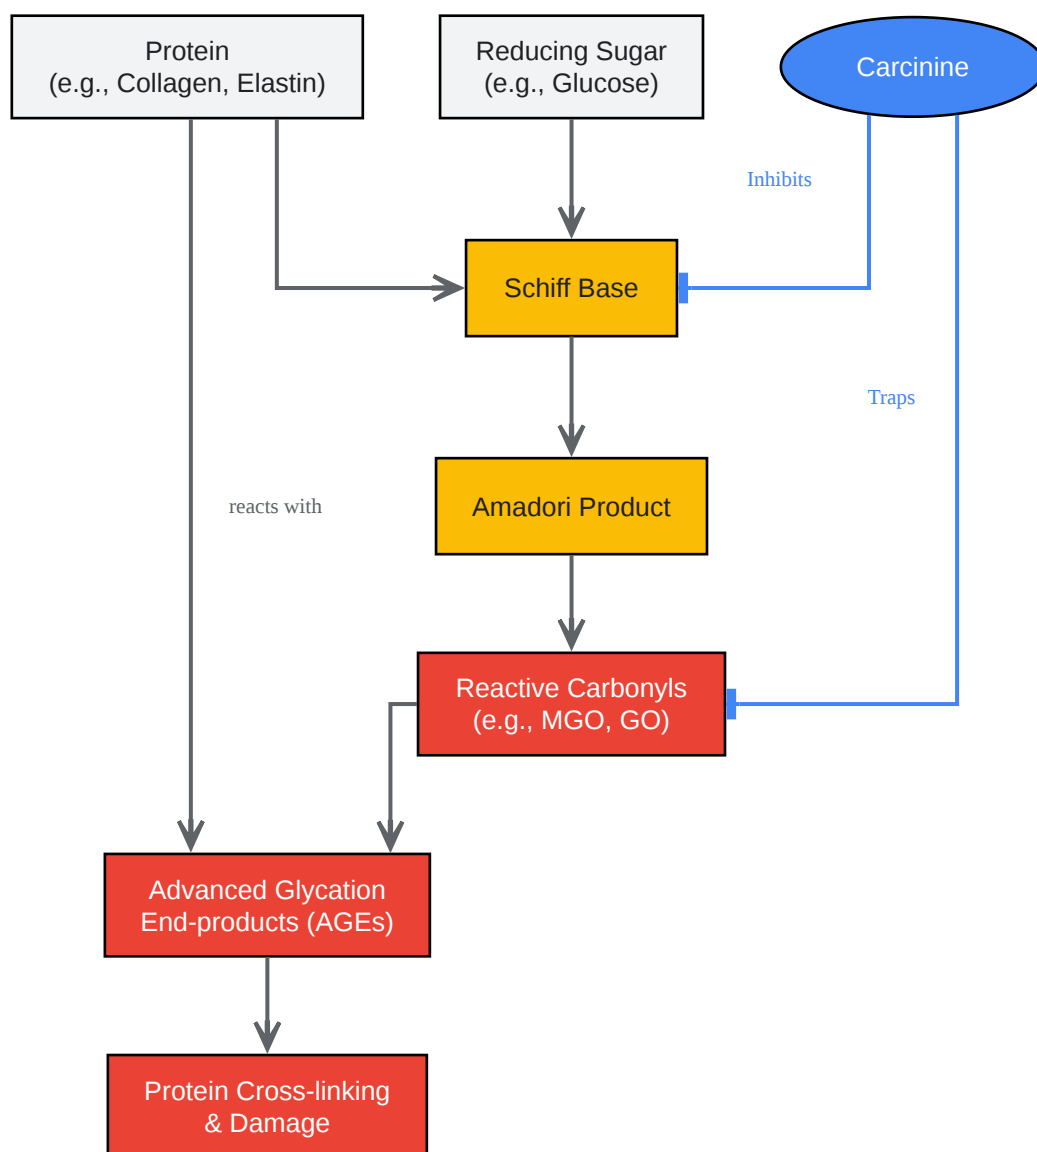 Protein
(e.g., Collagen, Elastin)
Reducing Sugar
(e.g., Glucose)
Carcinine
Inhibits
Schiff Base
Traps
Amadori Product
reacts with
Reactive Carbonyls
(e.g., MGO, GO)
Advanced Glycation
End-products (AGEs)
Protein Cross-linking
& Damage